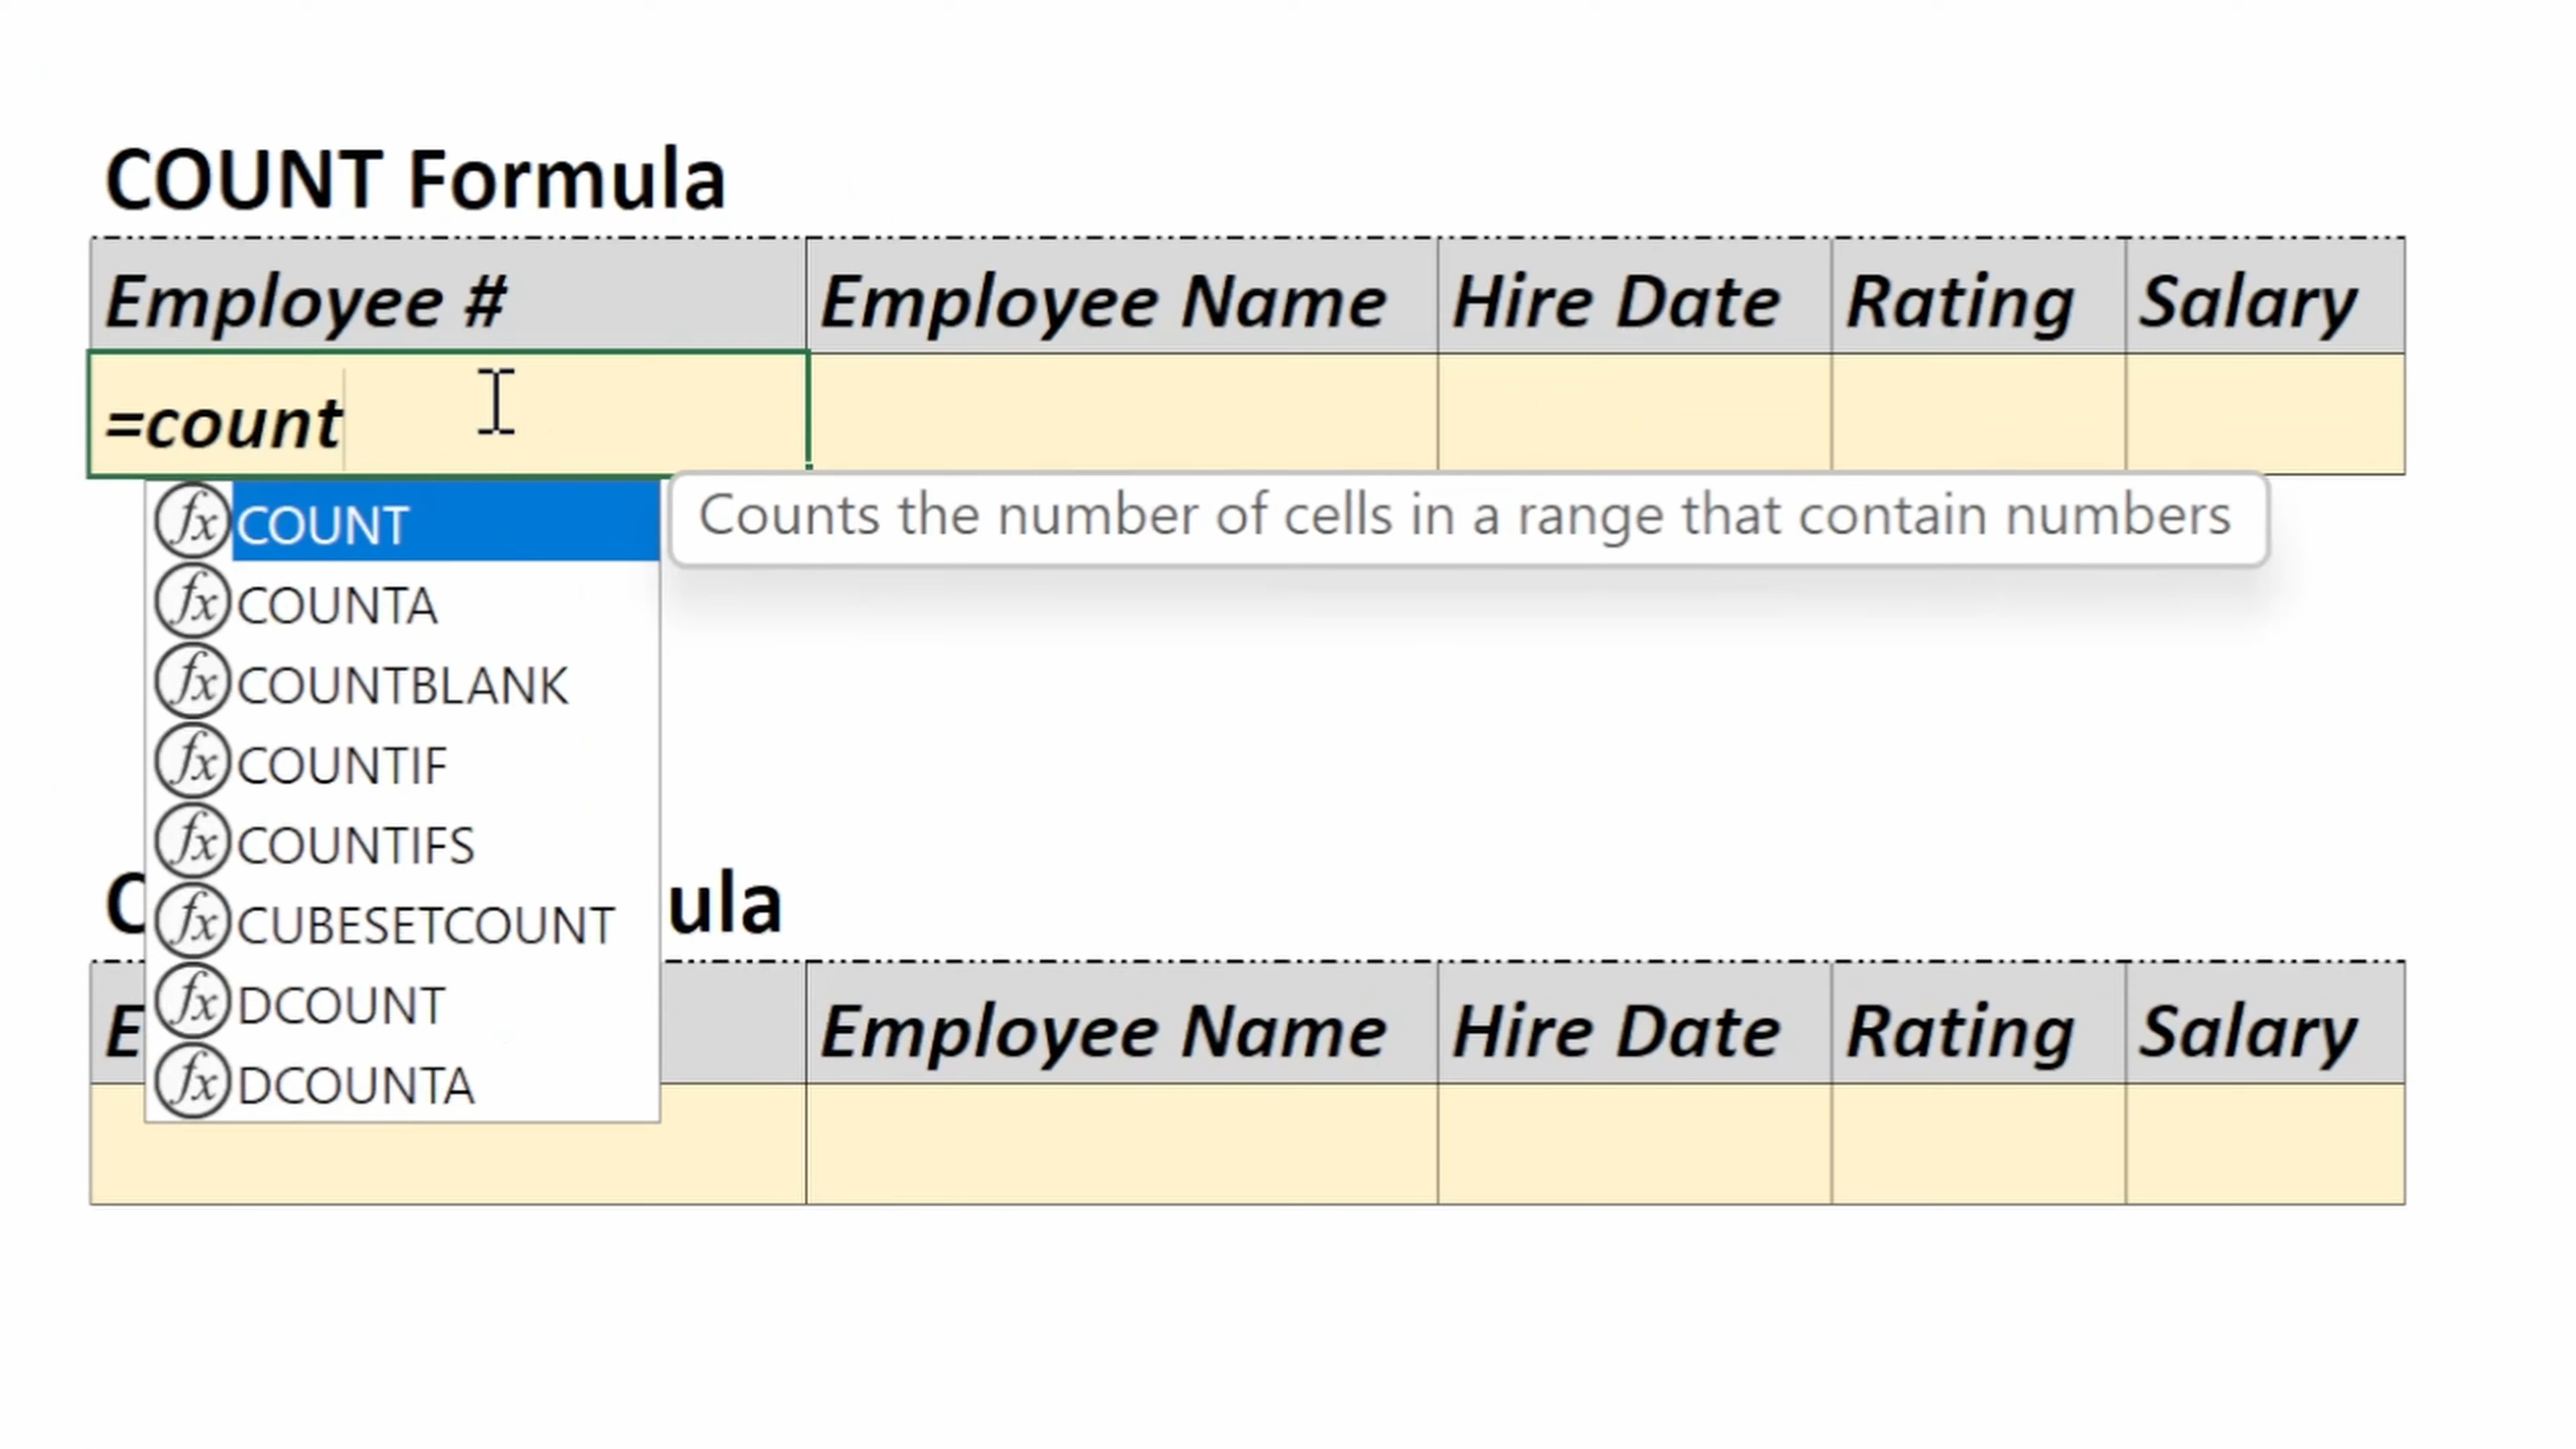 COUNT Formula
Employee # Employee Name Hire Date Rating Salary
=count
COUNT Counts the number of cells in a range that contain numbers
COUNTA
COUNTBLANK
COUNTIF
COUNTIFS
CUBESETCOUNT
DCOUNT
DCOUNTA
Employee Name Hire Date Rating Salary